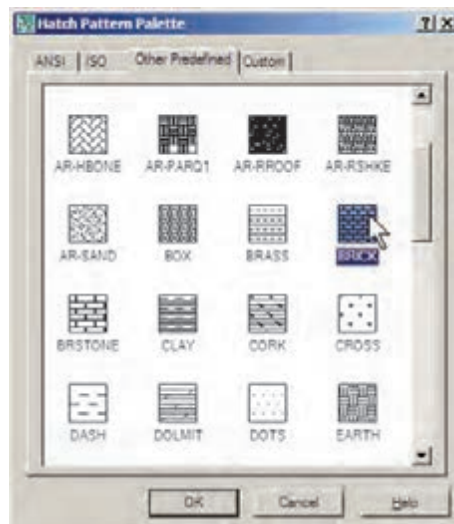 Hatch Pattern Palette
ANSI ISO Other Predefined Custom
AR-HBONE AR-PARQ1 AR-RROOF AR-RSHKE
AR-SAND BOX BRASS BRICK
BRSTONE CLAY CORK CROSS
DASH DOLMIT DOTS EARTH
OK Cancel Help